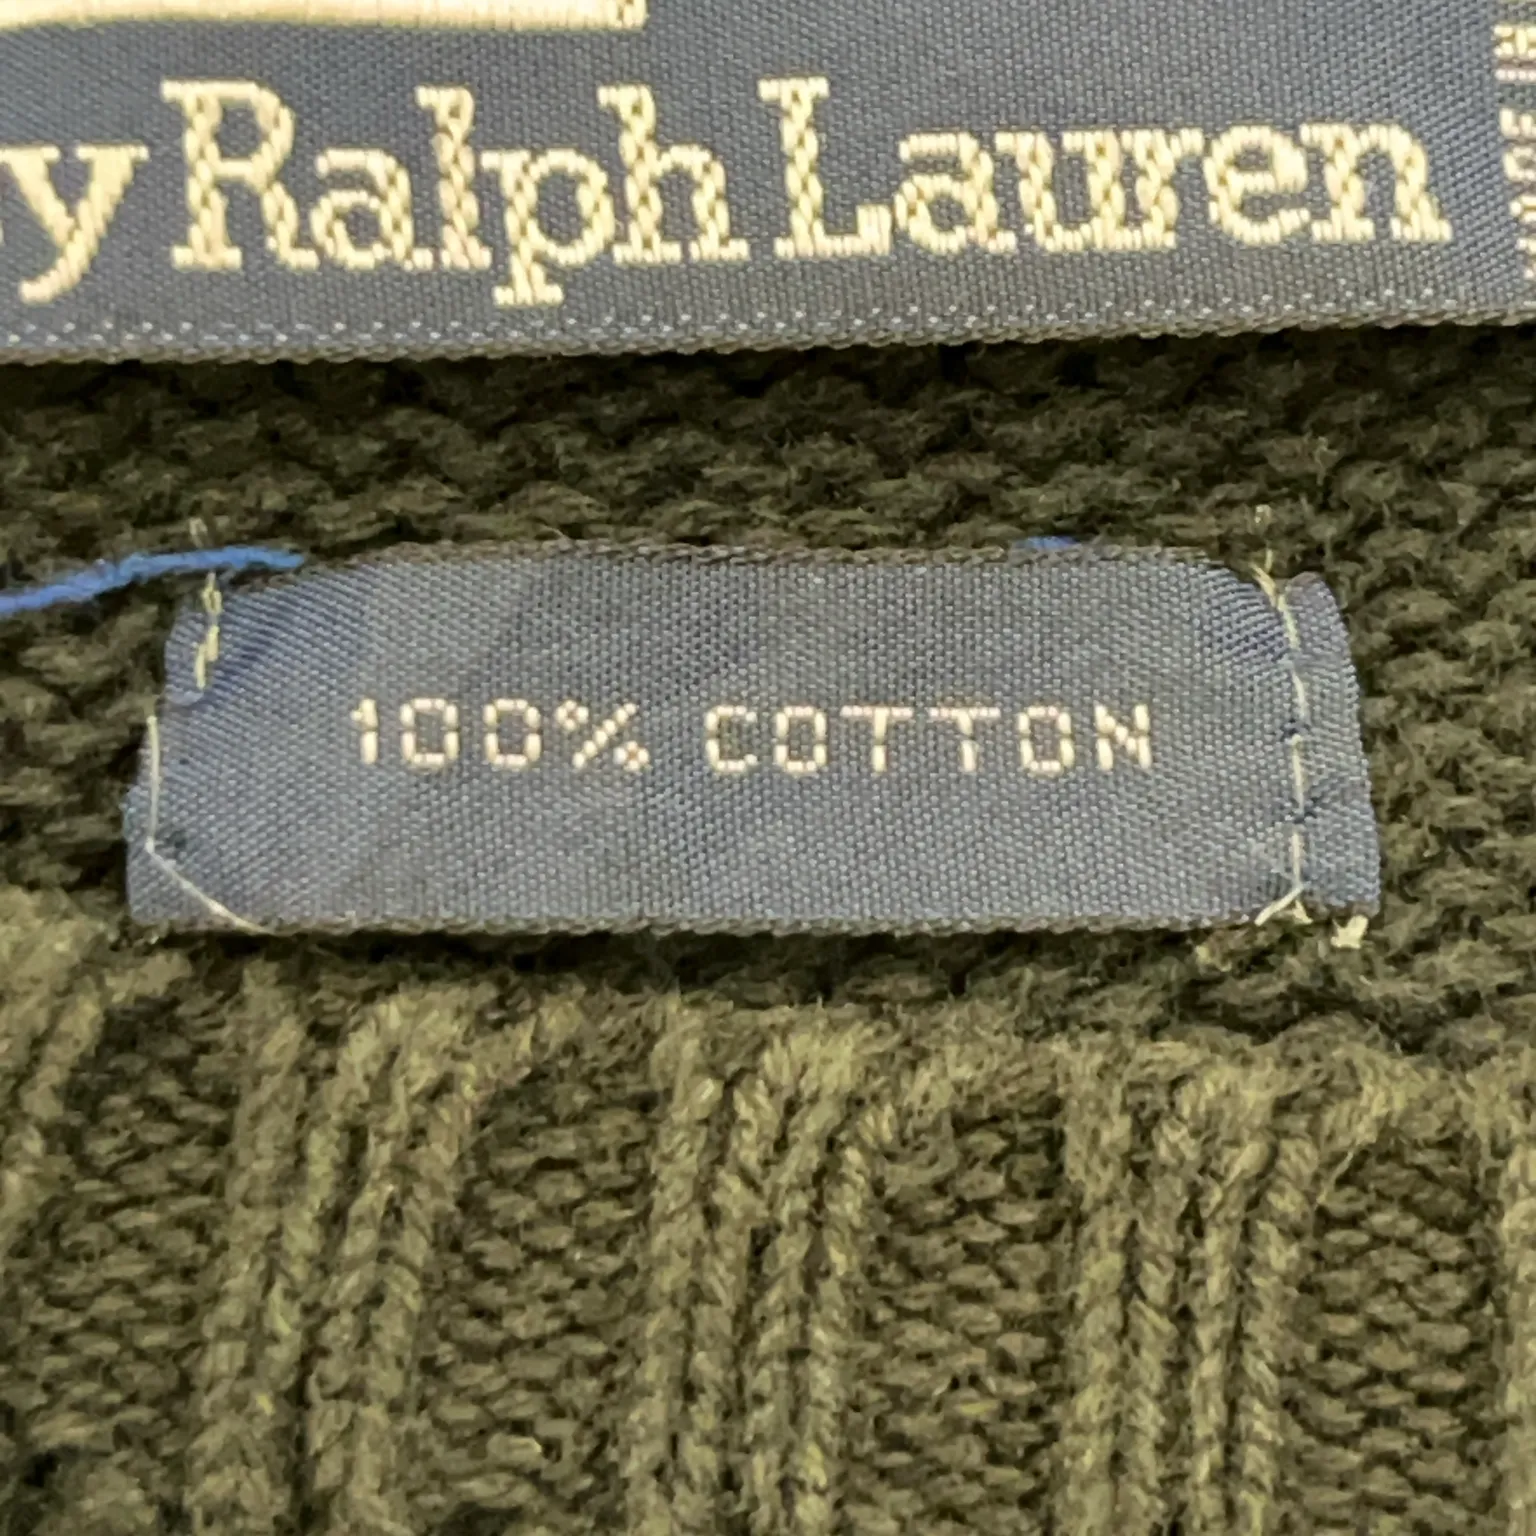 y Ralph Lauren
100% COTTON